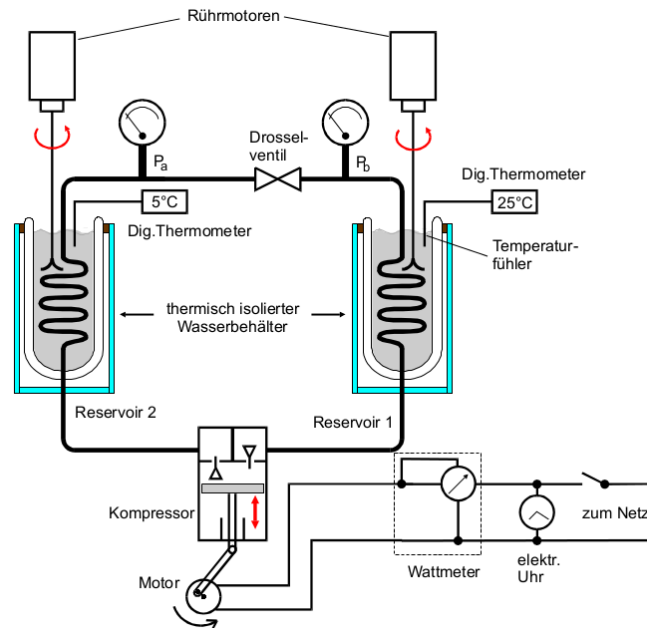 Rührmotoren
Drossel-
ventil
Pa
Pb
Dig.Thermometer
5°C
25°C
Dig.Thermometer
Temperatur-
fühler
thermisch isolierter
Wasserbehälter
Reservoir 2
Reservoir 1
Kompressor
zum Netz
Wattmeter
elektr.
Uhr
Motor